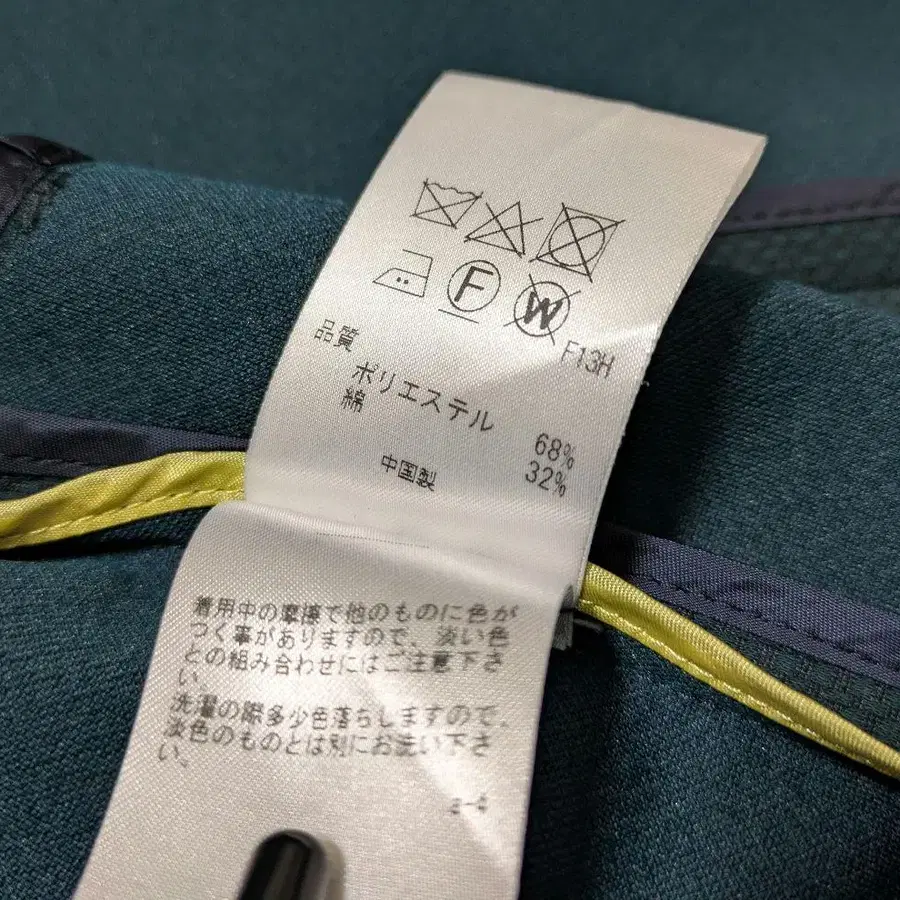 F
W
F13H
品質
ポリエステル 68%
綿 32%
中国製
着用中の摩擦で他のものに色が
つく事がありますので、淡い色
との組み合わせにはご注意下さ
い。
洗濯の際多少色落ちしますので、
淡色のものとは別にお洗い下さ
い。
a-4